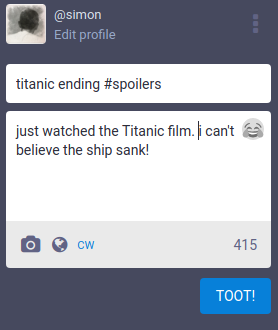 @simon
Edit profile
titanic ending #spoilers
just watched the Titanic film. i can't
believe the ship sank!
CW
415
TOOT!